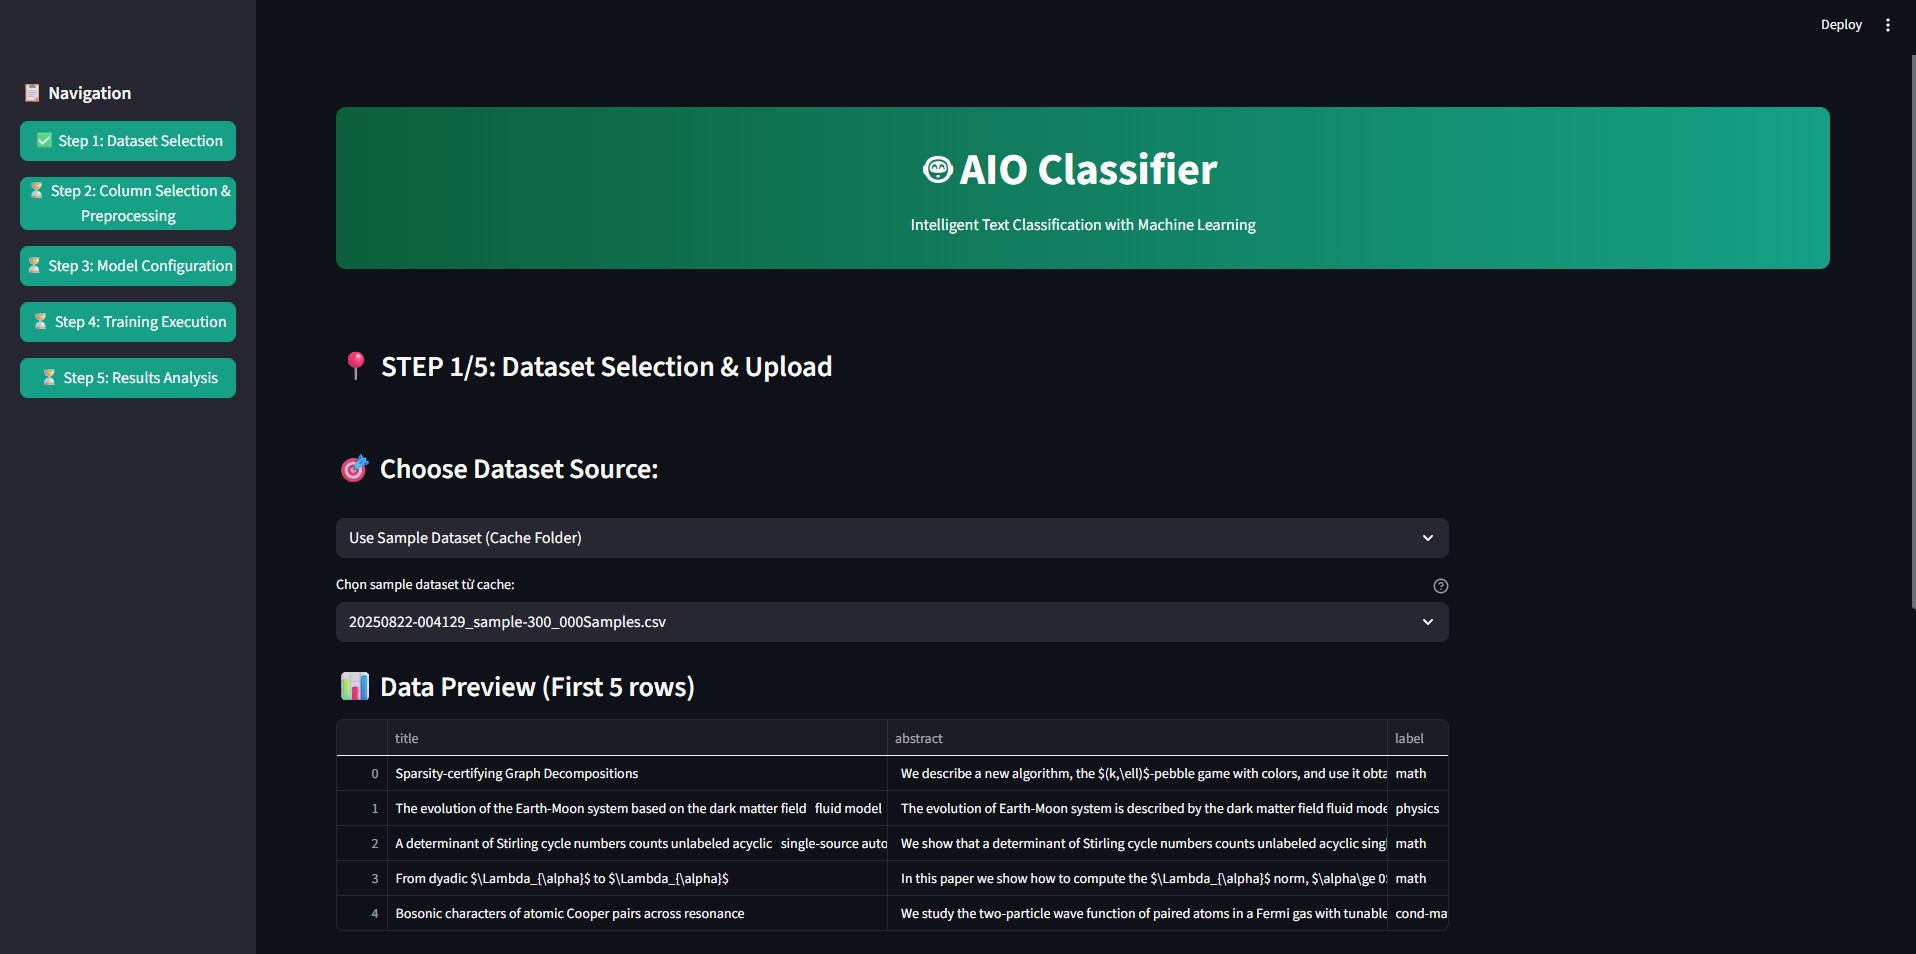 Deploy
Navigation
Step 1: Dataset Selection
Step 2: Column Selection &
Preprocessing
Step 3: Model Configuration
Step 4: Training Execution
Step 5: Results Analysis
AIO Classifier
Intelligent Text Classification with Machine Learning
STEP 1/5: Dataset Selection & Upload
Choose Dataset Source:
Use Sample Dataset (Cache Folder)
Chọn sample dataset từ cache:
20250822-004129_sample-300_000Samples.csv
Data Preview (First 5 rows)
title abstract label
0 Sparsity-certifying Graph Decompositions We describe a new algorithm, the $(k,\ell)$-pebble game with colors, and use it obta math
1 The evolution of the Earth-Moon system based on the dark matter field fluid model The evolution of Earth-Moon system is described by the dark matter field fluid mode physics
2 A determinant of Stirling cycle numbers counts unlabeled acyclic single-source auto We show that a determinant of Stirling cycle numbers counts unlabeled acyclic singl math
3 From dyadic $\Lambda_{\alpha}$ to $\Lambda_{\alpha}$ In this paper we show how to compute the $\Lambda_{\alpha}$ norm, $\alpha\ge 0 math
4 Bosonic characters of atomic Cooper pairs across resonance We study the two-particle wave function of paired atoms in a Fermi gas with tunable cond-ma